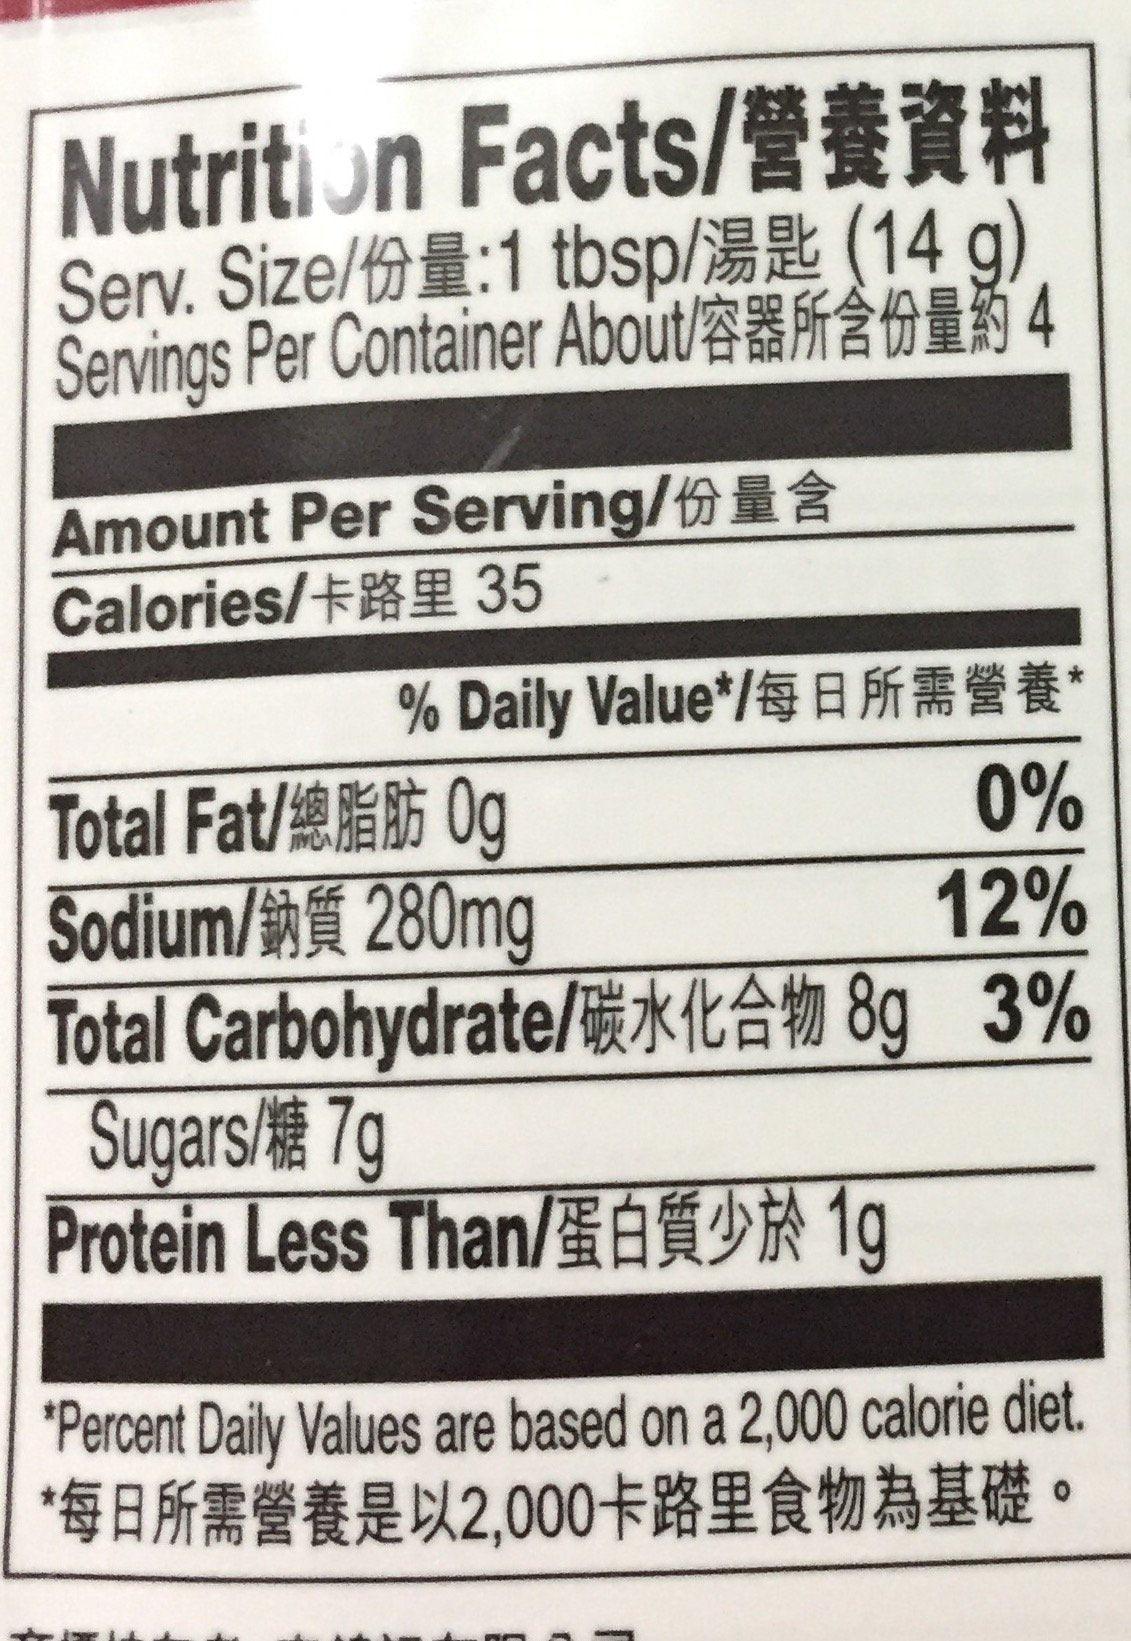 Nutrition Facts/營養資料
Serv. Size/份量:1 tbsp/湯匙 (14 g)
Servings Per Container About/容器所含份量約 4
Amount Per Serving/份量含
Calories/卡路里 35
% Daily Value*/每日所需營養*
Total Fat/總脂肪 0g 0%
Sodium/鈉質 280mg 12%
Total Carbohydrate/碳水化合物 8g 3%
Sugars/糖 7g
Protein Less Than/蛋白質少於 1g
*Percent Daily Values are based on a 2,000 calorie diet.
*每日所需營養是以2,000卡路里食物為基礎。